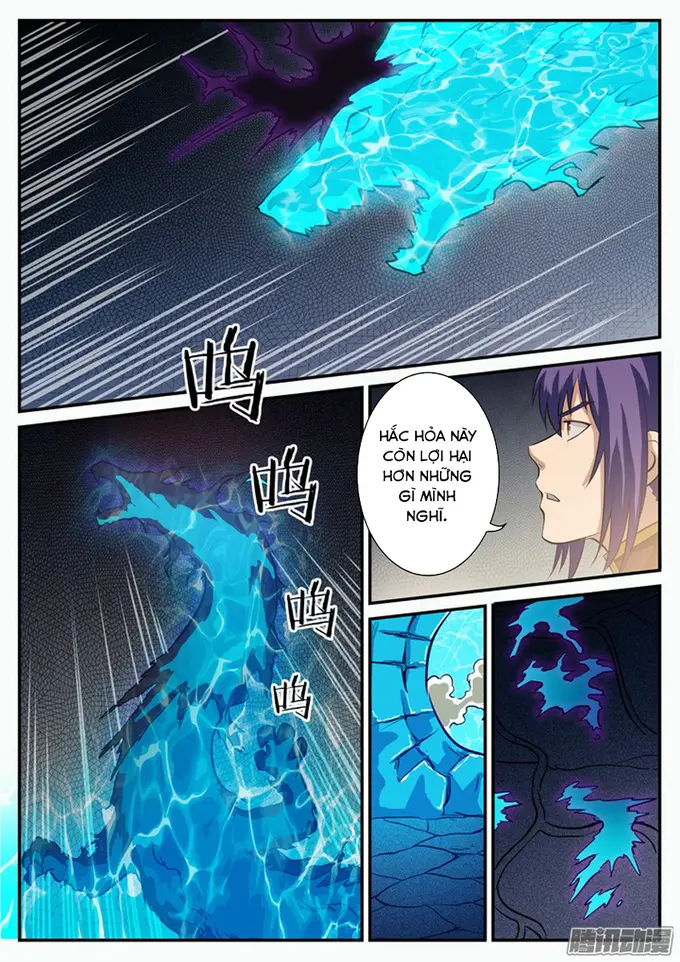 呜
呜
呜
呜
HẮC HỎA NÀY
CÒN LỢI HẠI
HƠN NHỮNG
GÌ MÌNH
NGHĨ.
腾讯动漫